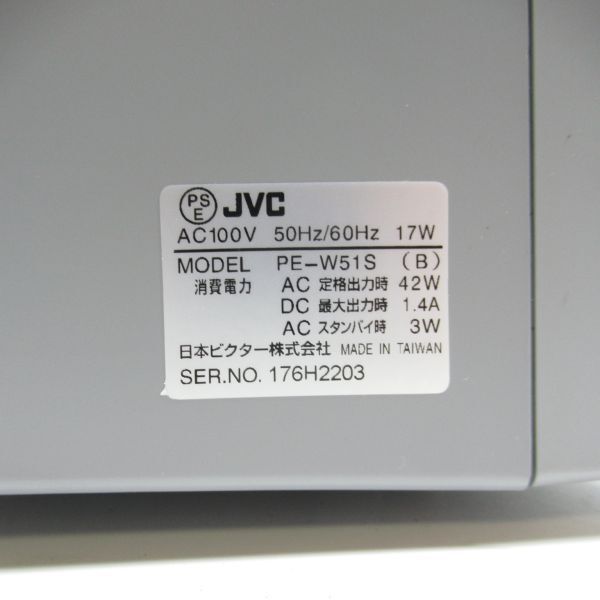 PS E JVC
AC100V 50Hz/60Hz 17W
MODEL PE-W51S (B)
消費電力 AC 定格出力時 42W
DC 最大出力時 1.4A
AC スタンバイ時 3W
日本ビクター株式会社 MADE IN TAIWAN
SER.NO. 176H2203